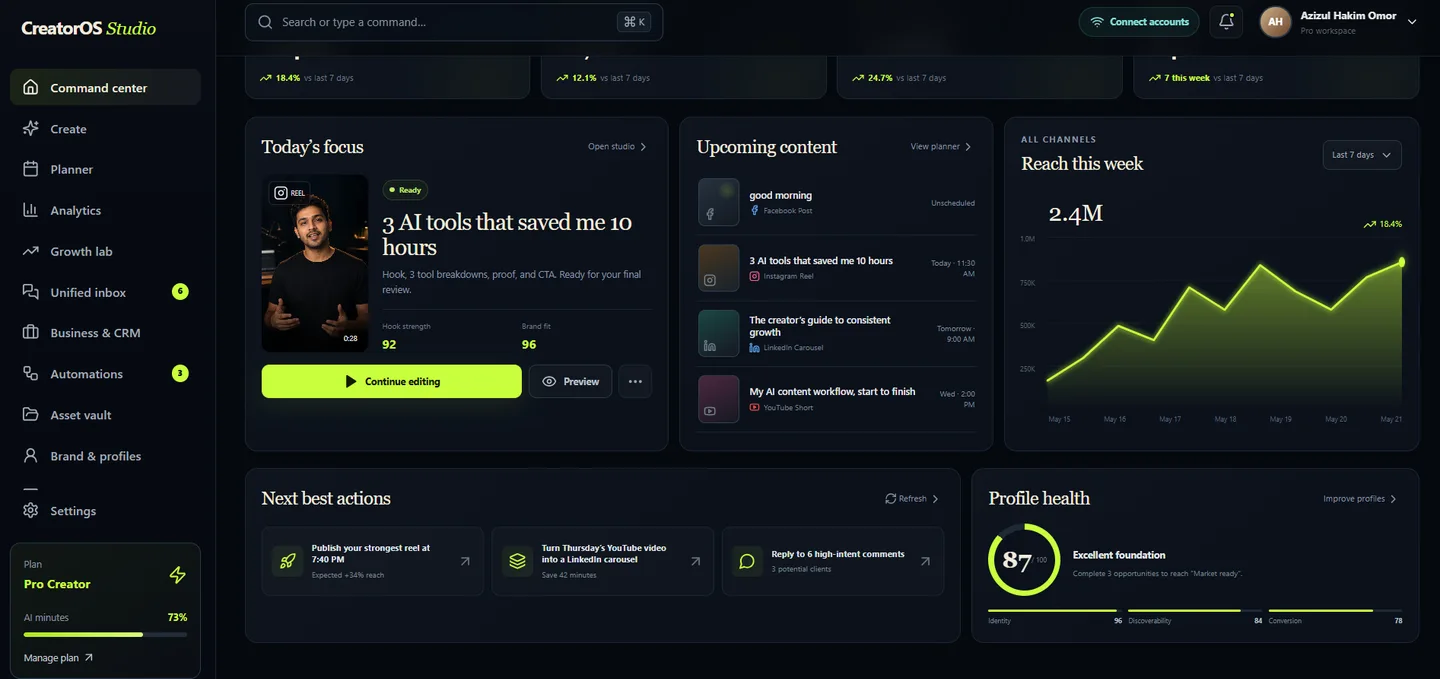 CreatorOS Studio
Search or type a command...
⌘ K
Connect accounts
AH
Azizul Hakim Omor
Pro workspace
Command center
Create
Planner
Analytics
Growth lab
Unified inbox
6
Business & CRM
Automations
3
Asset vault
Brand & profiles
Settings
Plan
Pro Creator
AI minutes
73%
Manage plan
18.4% vs last 7 days
12.1% vs last 7 days
24.7% vs last 7 days
7 this week vs last 7 days
Today's focus
Open studio
REEL
0:28
Ready
3 AI tools that saved me 10
hours
Hook, 3 tool breakdowns, proof, and CTA. Ready for your final
review.
Hook strength
92
Brand fit
96
Continue editing
Preview
Upcoming content
View planner
good morning
Facebook Post
Unscheduled
3 AI tools that saved me 10 hours
Instagram Reel
Today · 11:30
AM
The creator's guide to consistent
growth
LinkedIn Carousel
Tomorrow ·
9:00 AM
My AI content workflow, start to finish
YouTube Short
Wed · 2:00
PM
ALL CHANNELS
Reach this week
Last 7 days
2.4M
18.4%
1.0M
750K
500K
250K
May 15
May 16
May 17
May 18
May 19
May 20
May 21
Next best actions
Refresh
Publish your strongest reel at
7:40 PM
Expected +34% reach
Turn Thursday's YouTube video
into a LinkedIn carousel
Save 42 minutes
Reply to 6 high-intent comments
3 potential clients
Profile health
Improve profiles
87 / 100
Excellent foundation
Complete 3 opportunities to reach "Market ready".
Identity
96
Discoverability
84
Conversion
78